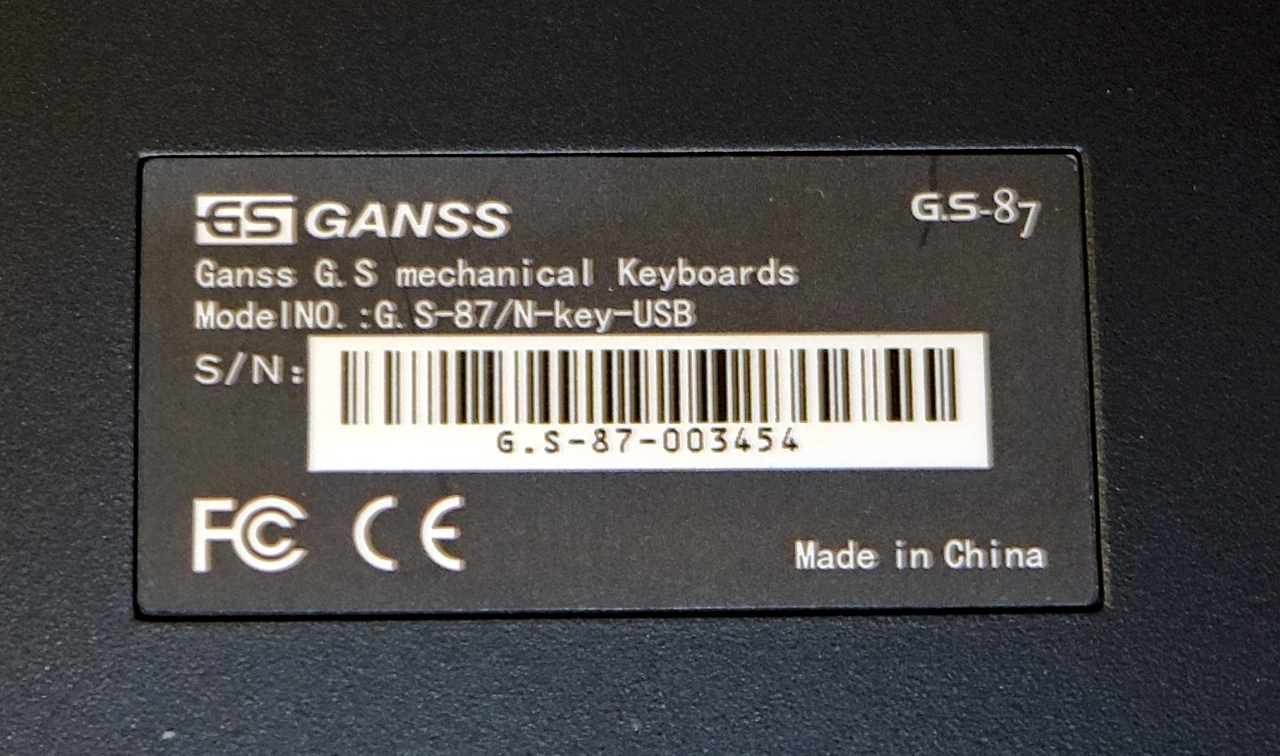 GS GANSS
G.S-87
Ganss G.S mechanical Keyboards
ModelNO.:G.S-87/N-key-USB
S/N:
G.S-87-003454
FC CE
Made in China